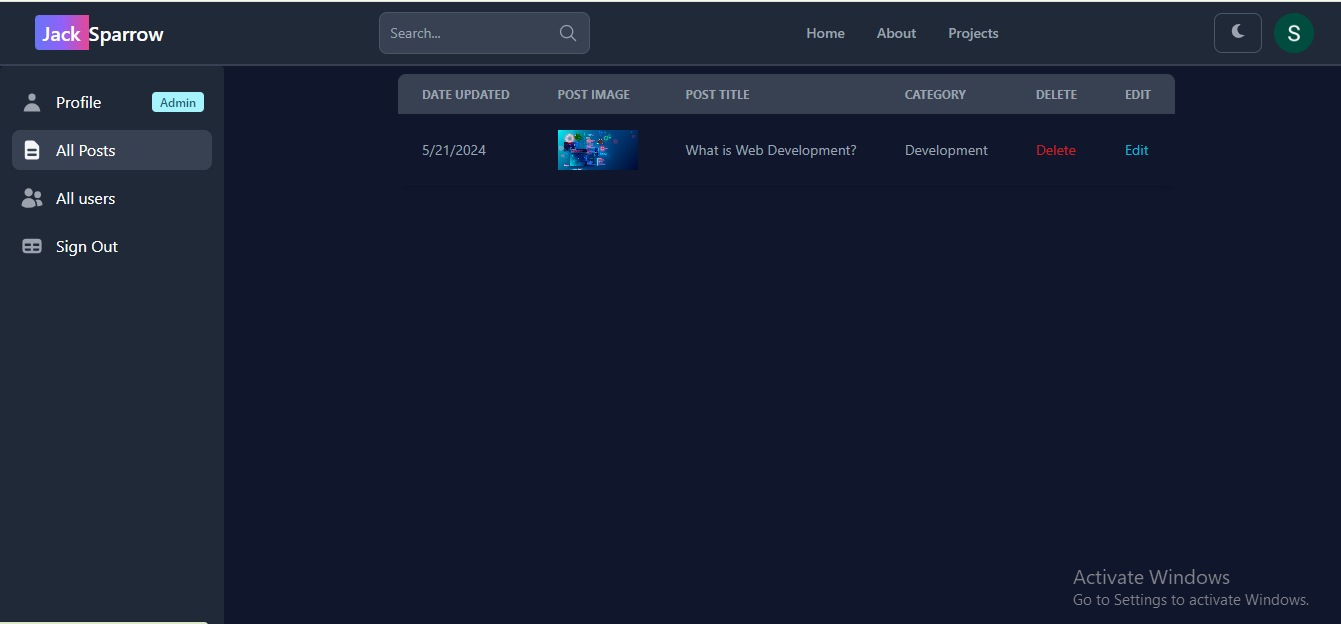 Jack Sparrow
Search...
Home About Projects
S
Profile Admin
All Posts
All users
Sign Out
DATE UPDATED POST IMAGE POST TITLE CATEGORY DELETE EDIT
5/21/2024 What is Web Development? Development Delete Edit
Activate Windows
Go to Settings to activate Windows.